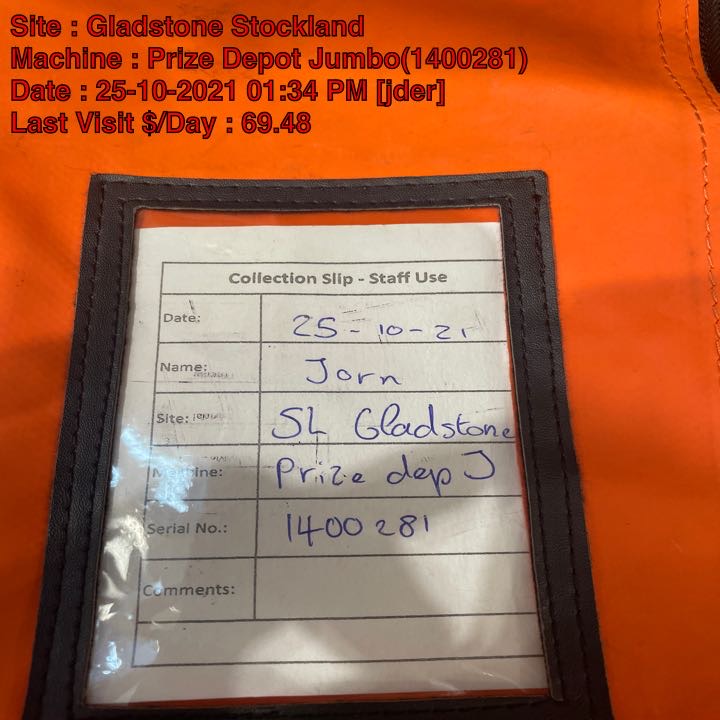 Site : Gladstone Stockland
Machine : Prize Depot Jumbo(1400281)
Date : 25-10-2021 01:34 PM [jder]
Last Visit $/Day : 69.48
Collection Slip - Staff Use
Date: 25-10-21
Name: Jorn
Site: SL Gladstone
Machine: Prize dep J
Serial No.: 1400281
Comments: